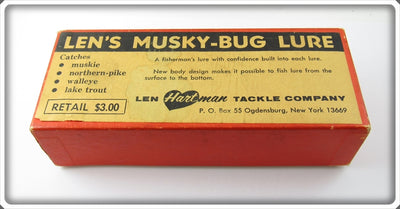 LEN'S MUSKY-BUG LURE
Catches
• muskie
• northern-pike
• walleye
• lake trout
A fisherman's lure with confidence built into each lure.
New body design makes it possible to fish lure from
the surface to the bottom.
RETAIL $3.00
LEN Hartman TACKLE COMPANY
P. O. Box 55 Ogdensburg, New York 13669